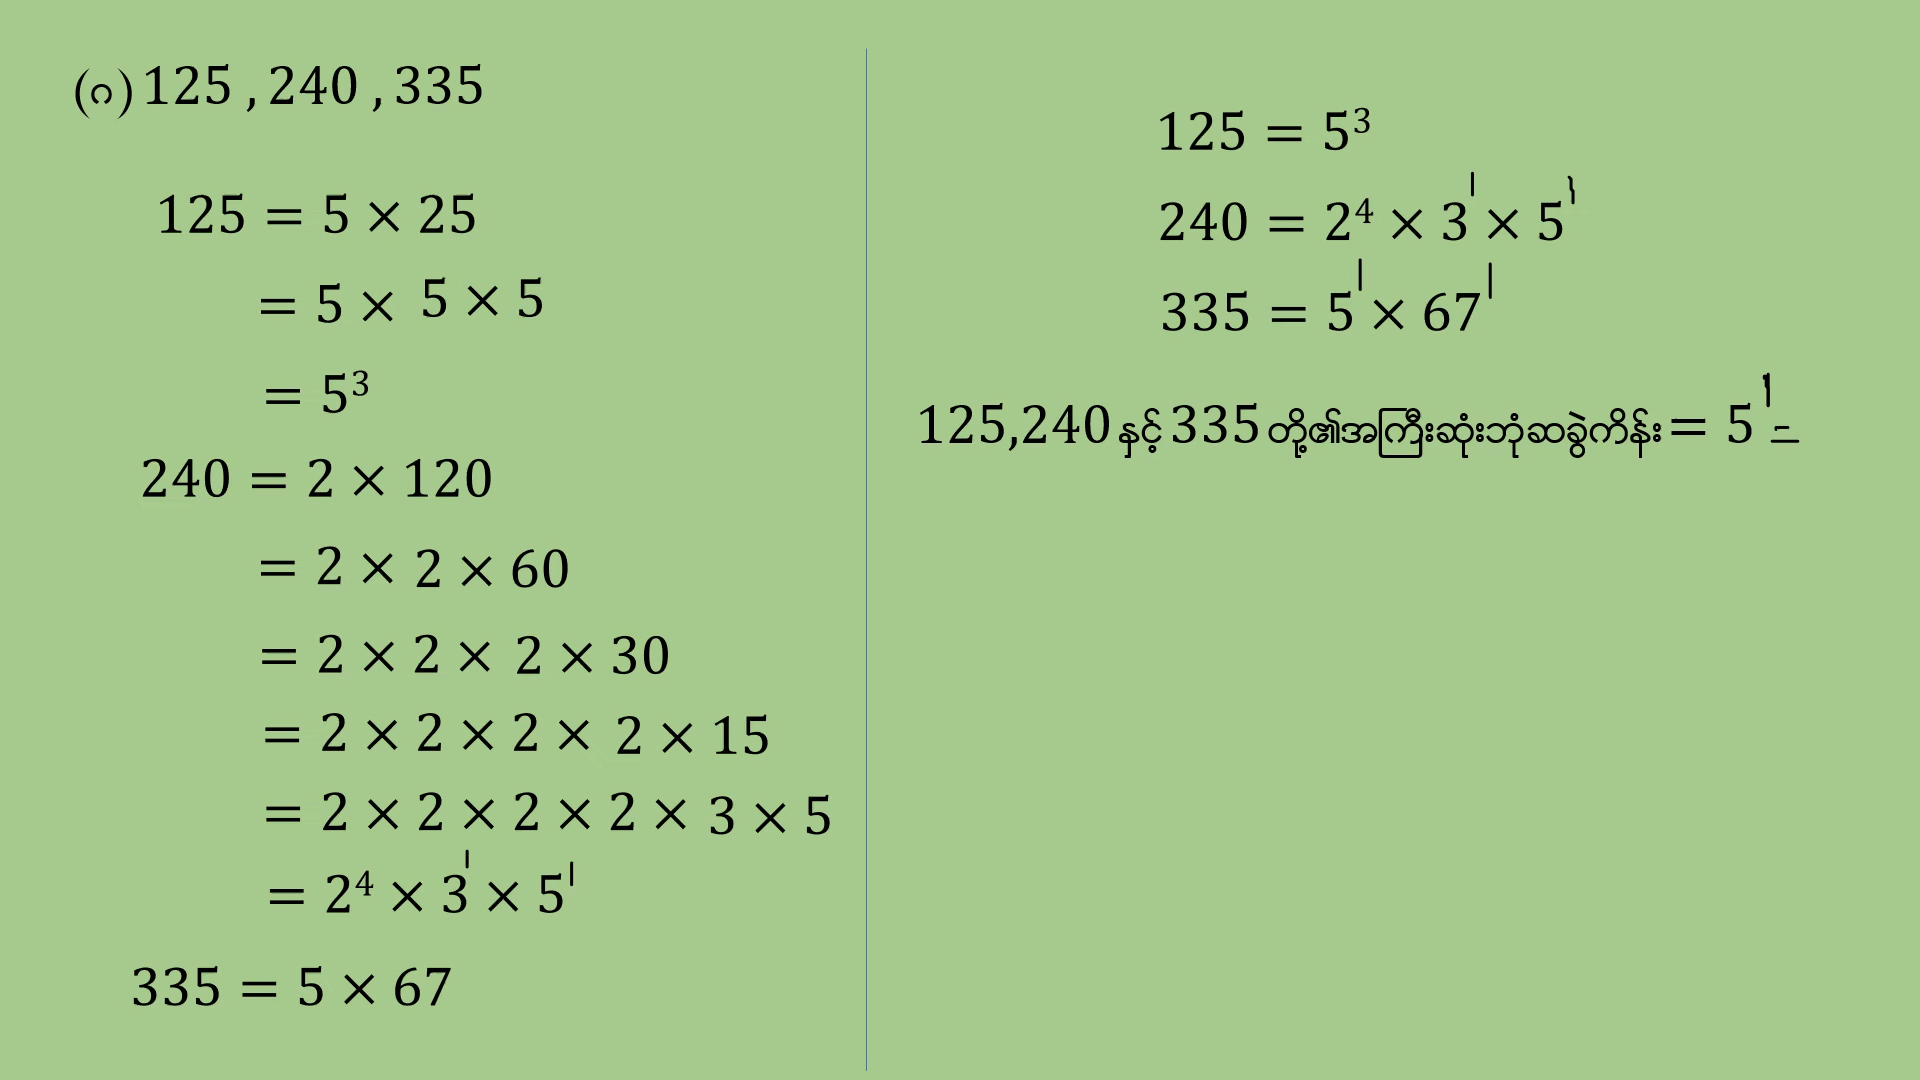 (ဂ) 125 , 240 , 335
125 = 5 × 25
= 5 × 5 × 5
= 5³
240 = 2 × 120
= 2 × 2 × 60
= 2 × 2 × 2 × 30
= 2 × 2 × 2 × 2 × 15
= 2 × 2 × 2 × 2 × 3 × 5
= 2⁴ × 3¹ × 5¹
335 = 5 × 67
125 = 5³
240 = 2⁴ × 3¹ × 5¹
335 = 5¹ × 67¹
125,240 နှင့် 335 တို့၏အကြီးဆုံးဘုံဆခွဲကိန်း = 5¹